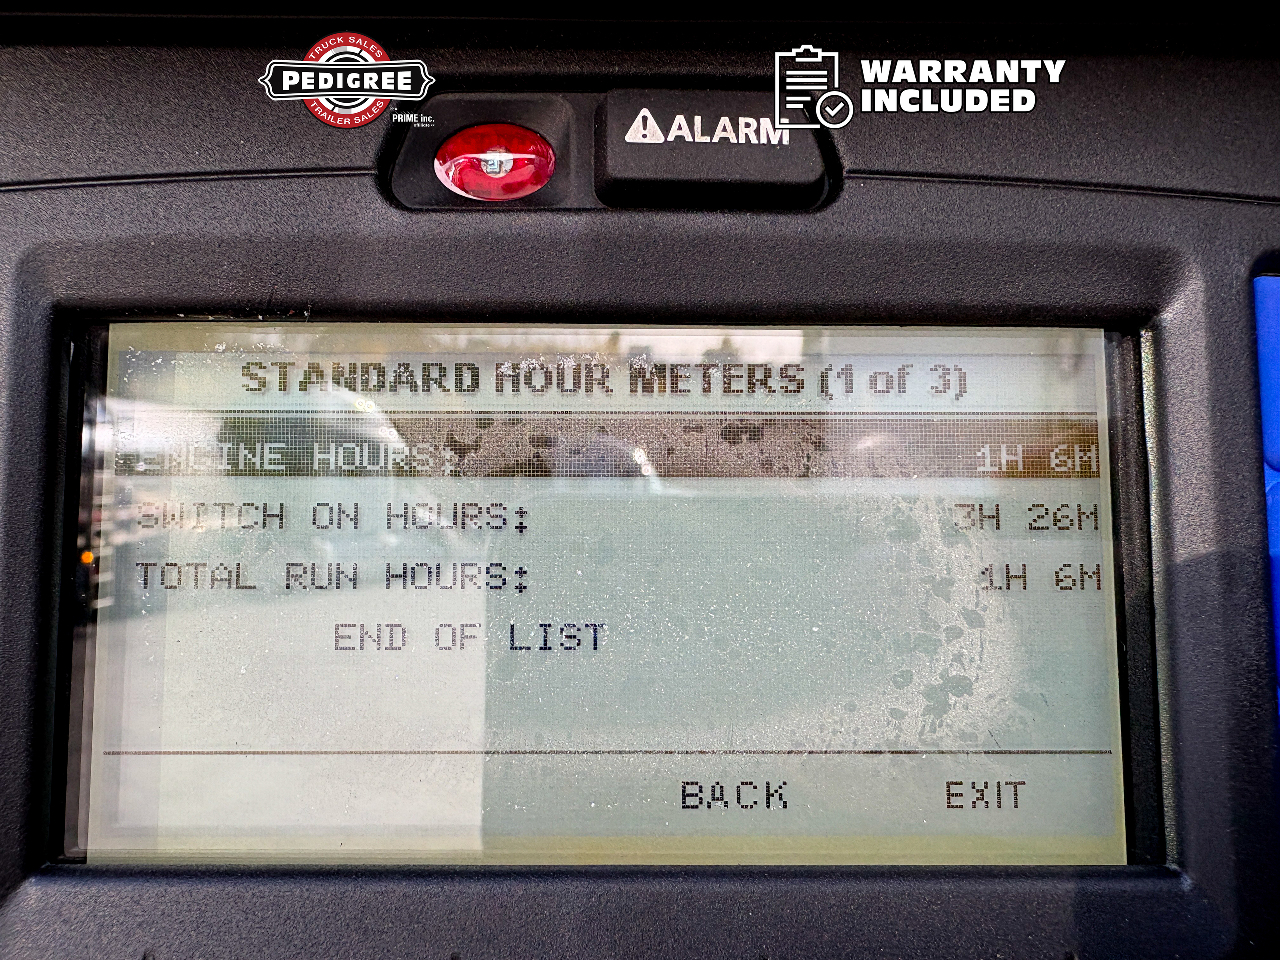 TRUCK SALES
PEDIGREE
TRAILER SALES
PRIME inc.
WARRANTY
INCLUDED
⚠ALARM
STANDARD HOUR METERS (1 of 3)
ENGINE HOURS: 1H 6M
SWITCH ON HOURS: 3H 26M
TOTAL RUN HOURS: 1H 6M
END OF LIST
BACK EXIT